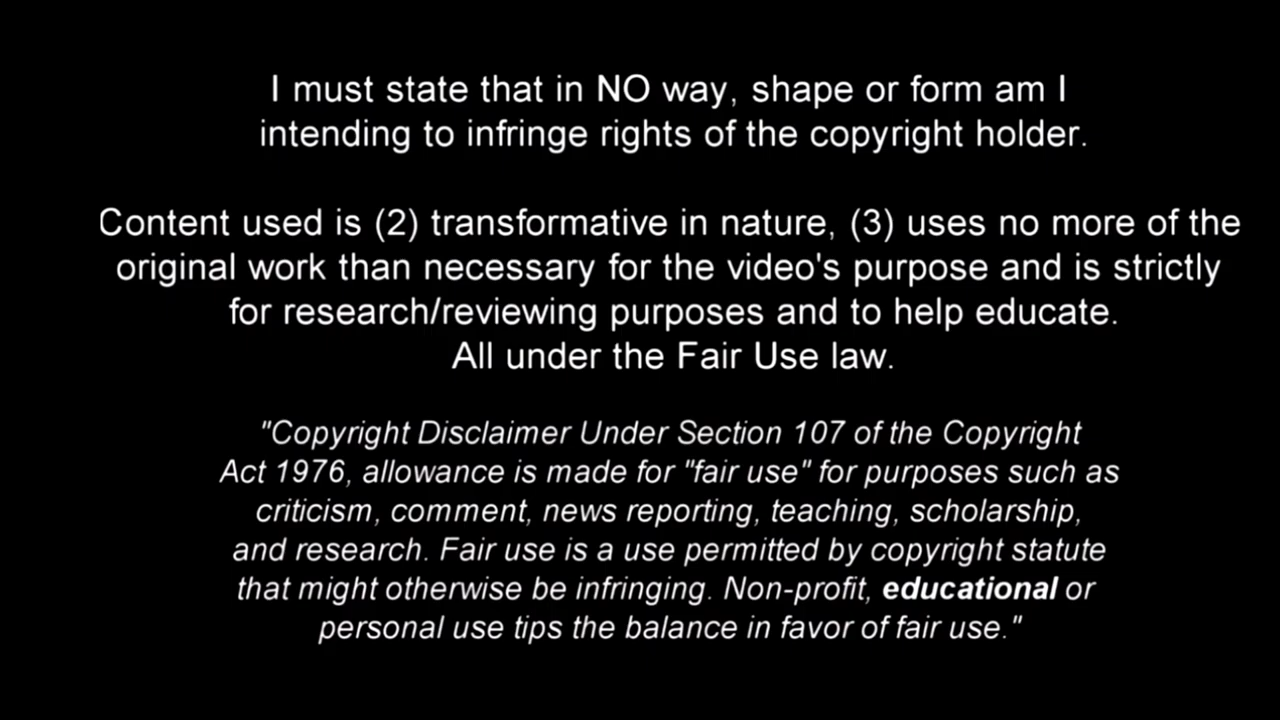 I must state that in NO way, shape or form am I
intending to infringe rights of the copyright holder.
Content used is (2) transformative in nature, (3) uses no more of the
original work than necessary for the video's purpose and is strictly
for research/reviewing purposes and to help educate.
All under the Fair Use law.
"Copyright Disclaimer Under Section 107 of the Copyright
Act 1976, allowance is made for "fair use" for purposes such as
criticism, comment, news reporting, teaching, scholarship,
and research. Fair use is a use permitted by copyright statute
that might otherwise be infringing. Non-profit, educational or
personal use tips the balance in favor of fair use."